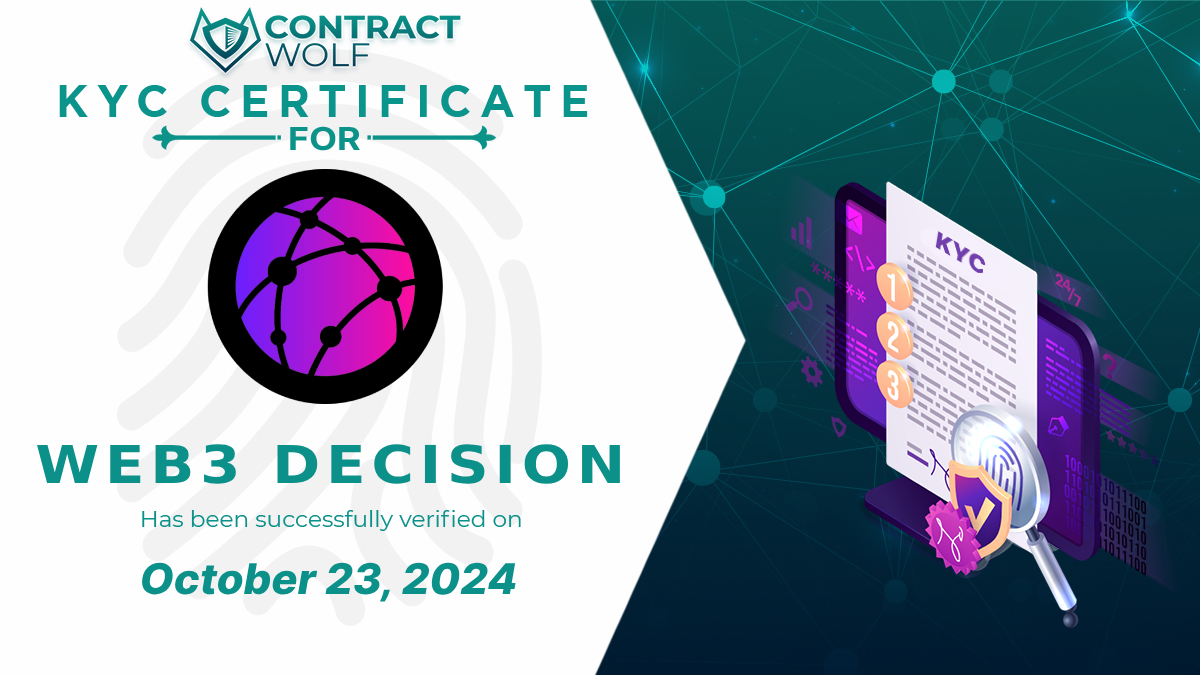 CONTRACT
WOLF
KYC CERTIFICATE
FOR
WEB3 DECISION
Has been successfully verified on
October 23, 2024
KYC
1
2
3
24/7